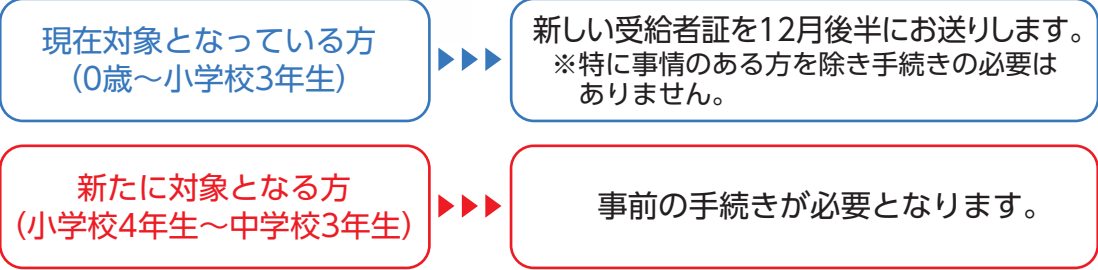 現在対象となっている方
（0歳～小学校3年生）
▶▶▶
新しい受給者証を12月後半にお送りします。
※特に事情のある方を除き手続きの必要は
ありません。
新たに対象となる方
（小学校4年生～中学校3年生）
▶▶▶
事前の手続きが必要となります。